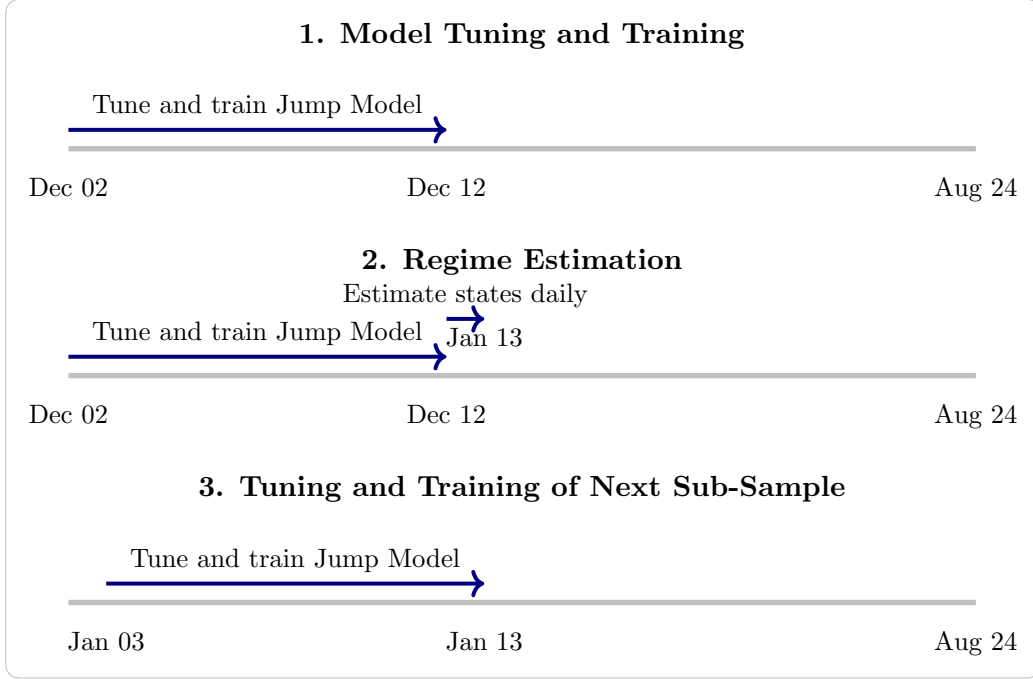 1. Model Tuning and Training
Tune and train Jump Model
Dec 02
Dec 12
Aug 24
2. Regime Estimation
Estimate states daily
Tune and train Jump Model
Jan 13
Dec 02
Dec 12
Aug 24
3. Tuning and Training of Next Sub-Sample
Tune and train Jump Model
Jan 03
Jan 13
Aug 24